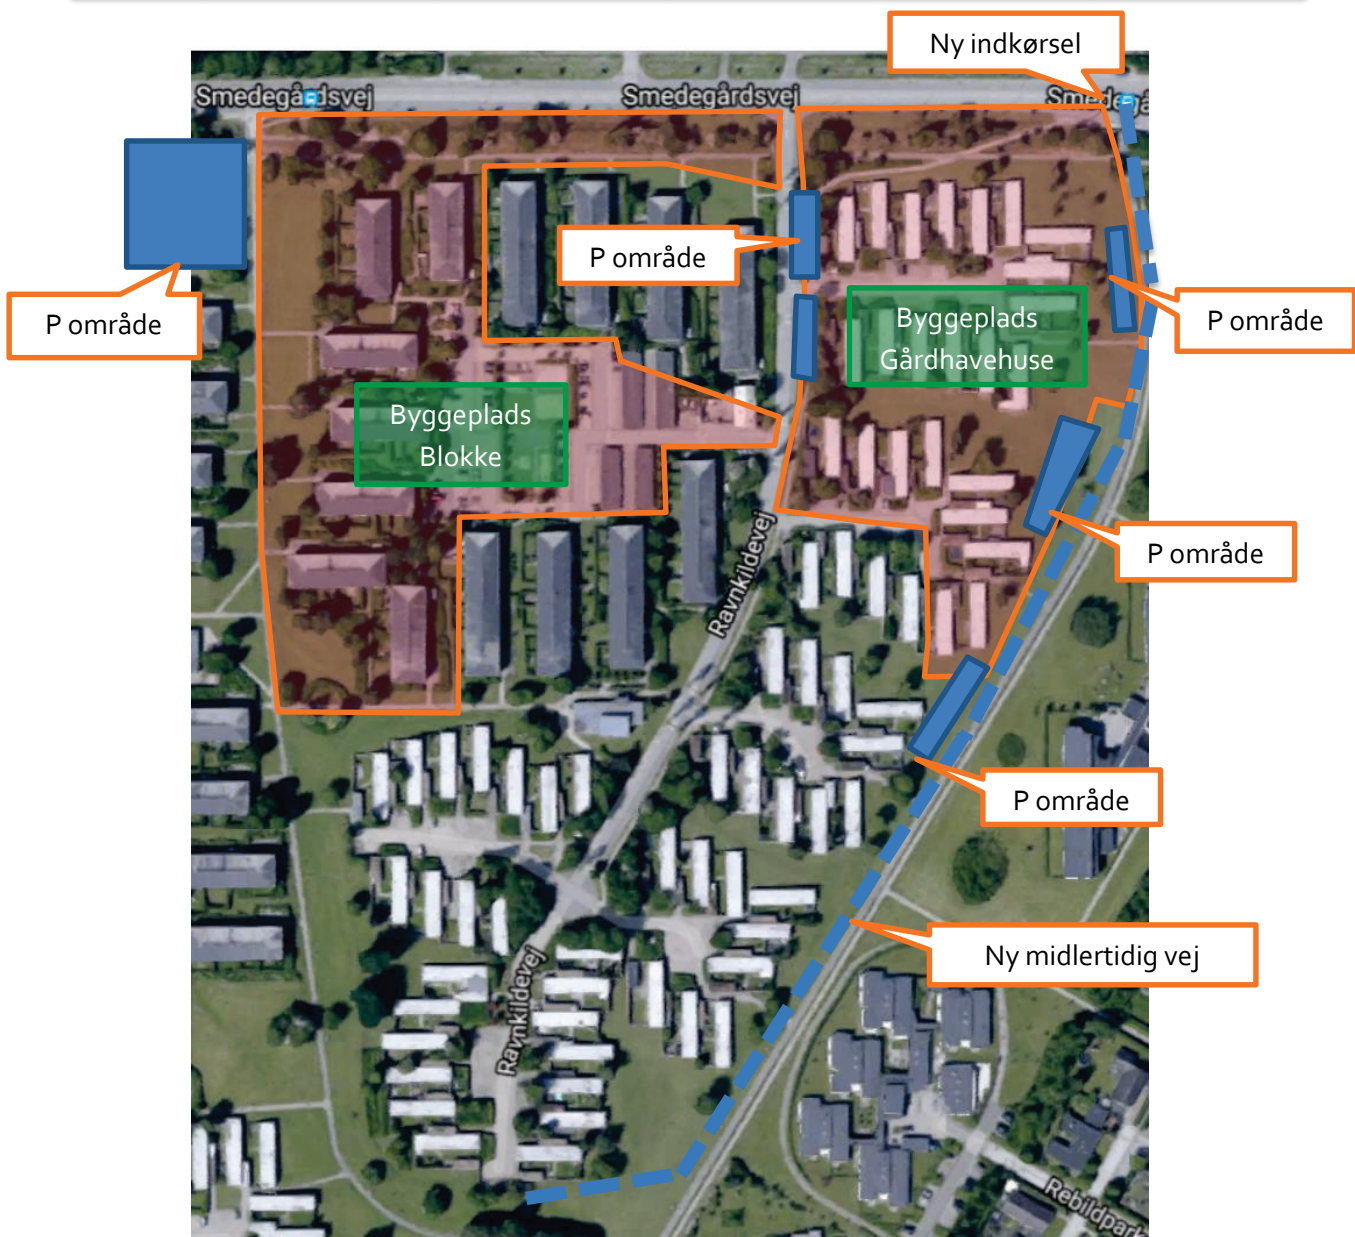 Ny indkørsel
Smedegårdsvej
Smedegårdsvej
Smedegå
P område
P område
P område
Byggeplads
Gårdhavehuse
Byggeplads
Blokke
P område
Ravnkildevej
P område
Ny midlertidig vej
Ravnkildevej
Rebildpark